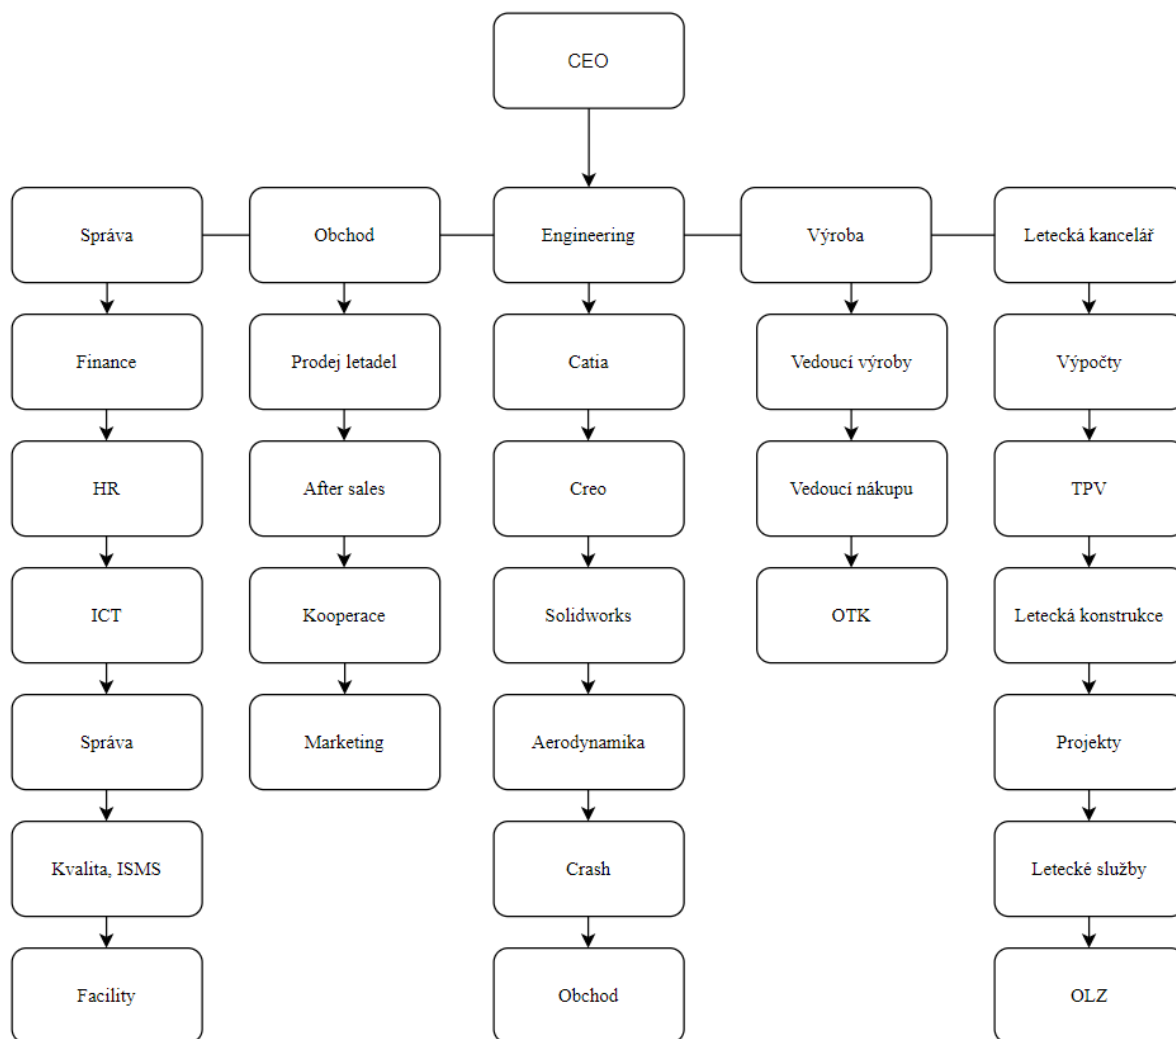 CEO
Správa
Obchod
Engineering
Výroba
Letecká kancelář
Finance
Prodej letadel
Catia
Vedoucí výroby
Výpočty
HR
After sales
Creo
Vedoucí nákupu
TPV
ICT
Kooperace
Solidworks
OTK
Letecká konstrukce
Správa
Marketing
Aerodynamika
Projekty
Kvalita, ISMS
Crash
Letecké služby
Facility
Obchod
OLZ